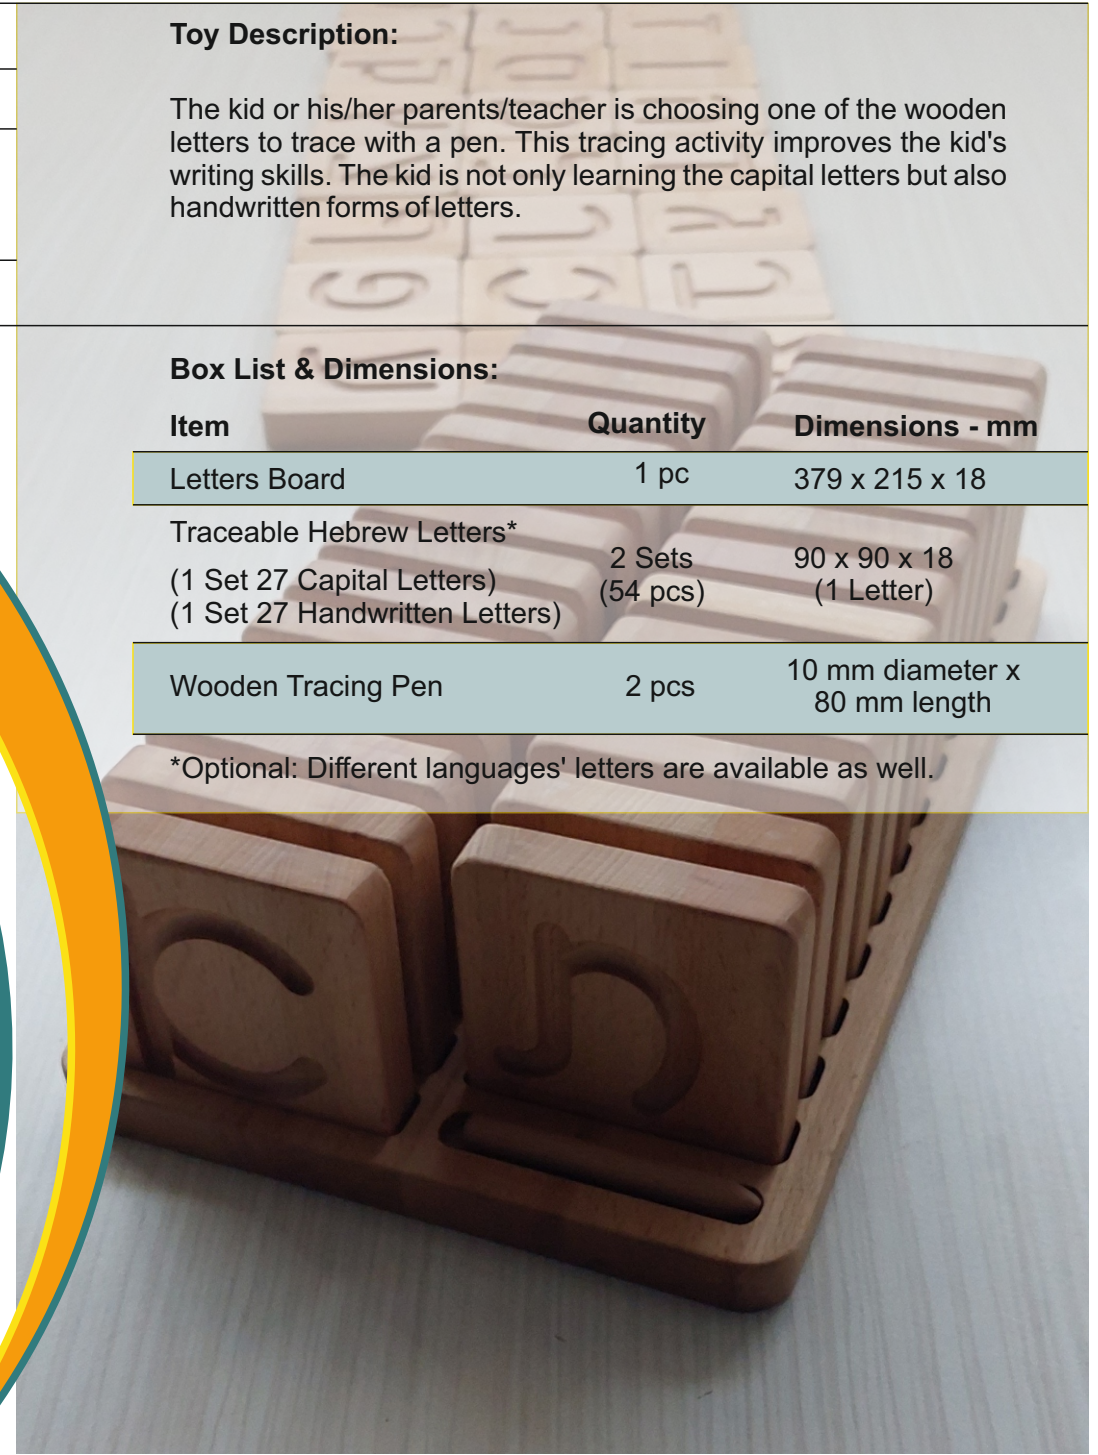 Toy Description:
The kid or his/her parents/teacher is choosing one of the wooden
letters to trace with a pen. This tracing activity improves the kid's
writing skills. The kid is not only learning the capital letters but also
handwritten forms of letters.
Box List & Dimensions:
Item Quantity Dimensions - mm
Letters Board 1 pc 379 x 215 x 18
Traceable Hebrew Letters*
(1 Set 27 Capital Letters)
(1 Set 27 Handwritten Letters)
2 Sets
(54 pcs)
90 x 90 x 18
(1 Letter)
Wooden Tracing Pen 2 pcs
10 mm diameter x
80 mm length
*Optional: Different languages' letters are available as well.
ת